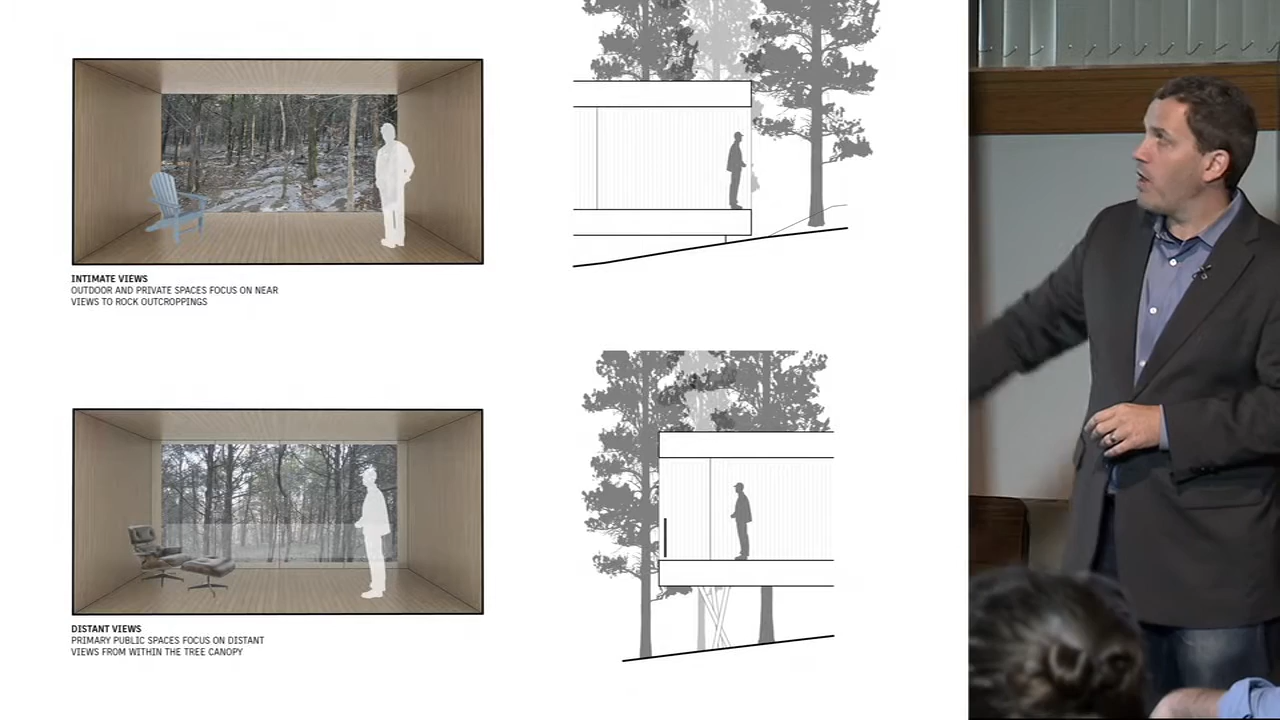 INTIMATE VIEWS
OUTDOOR AND PRIVATE SPACES FOCUS ON NEAR
VIEWS TO ROCK OUTCROPPINGS
DISTANT VIEWS
PRIMARY PUBLIC SPACES FOCUS ON DISTANT
VIEWS FROM WITHIN THE TREE CANOPY